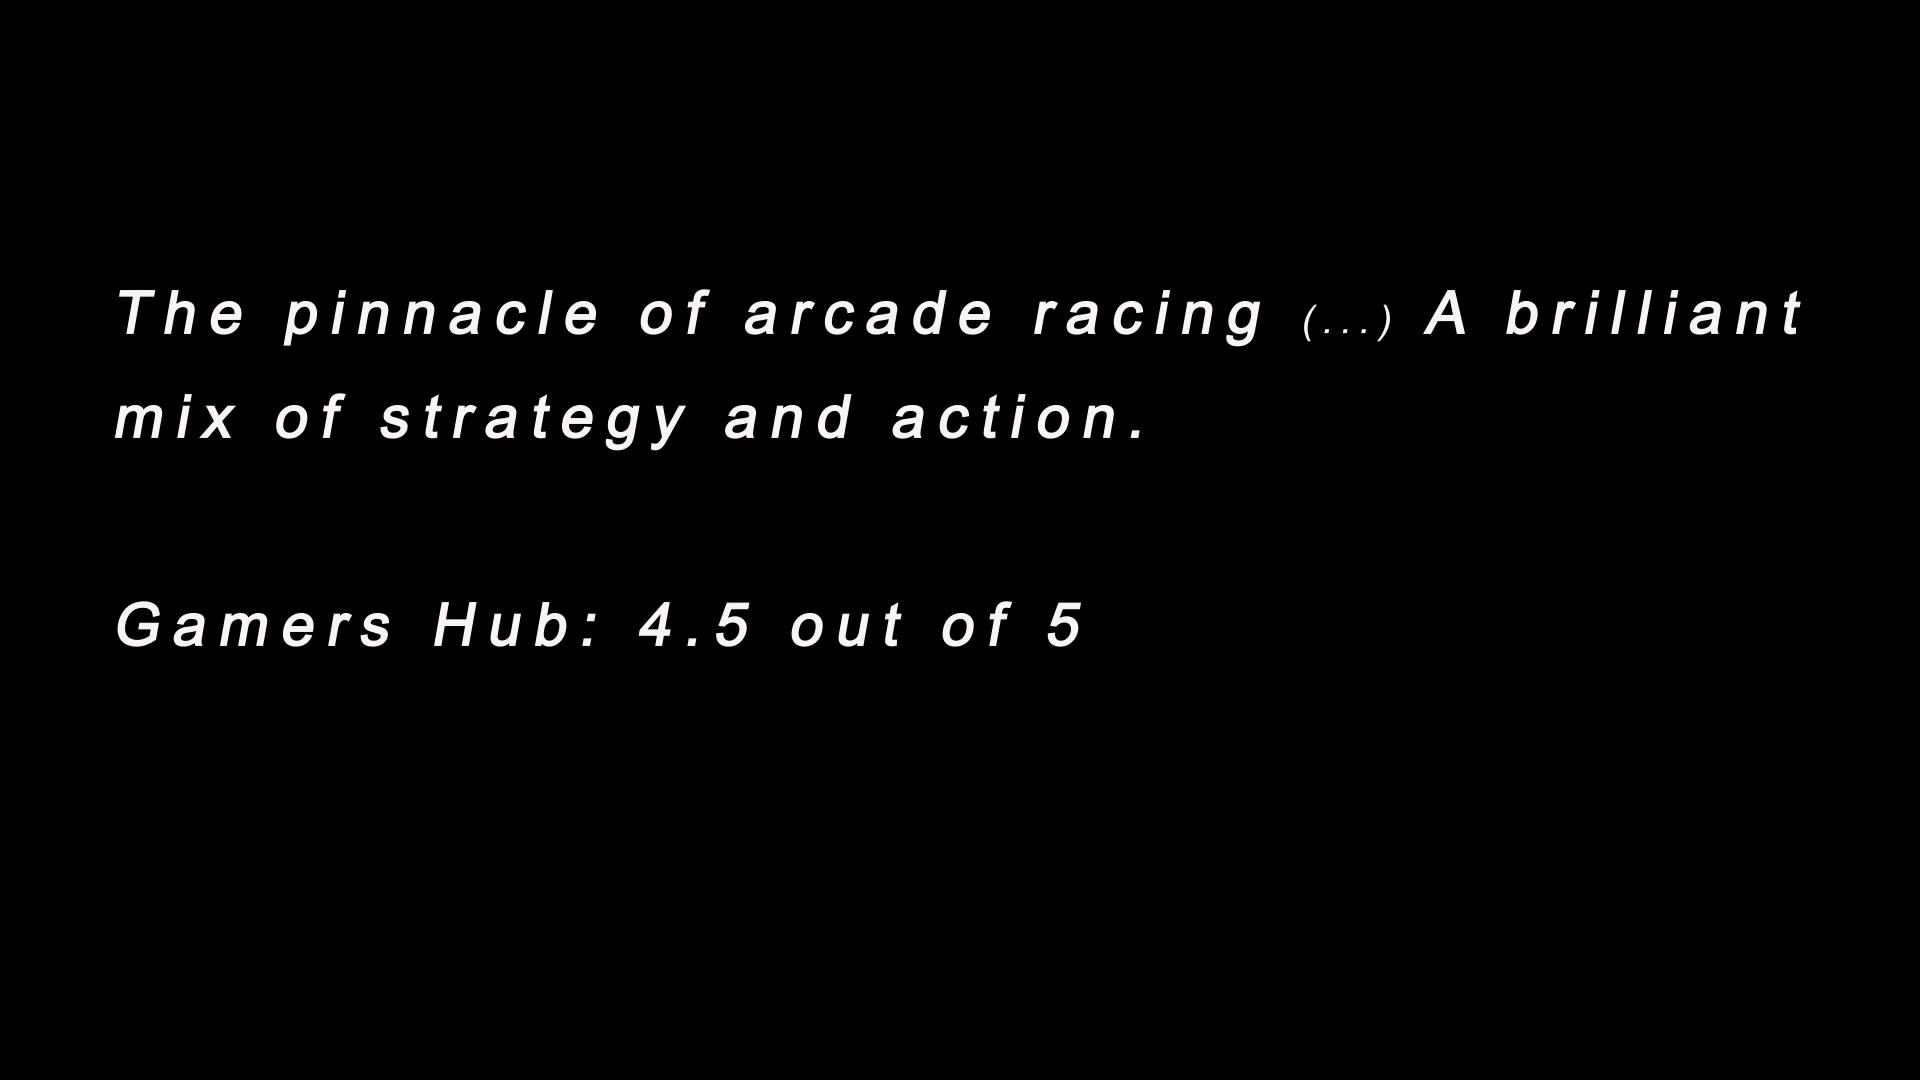 The pinnacle of arcade racing (...) A brilliant
mix of strategy and action.
Gamers Hub: 4.5 out of 5